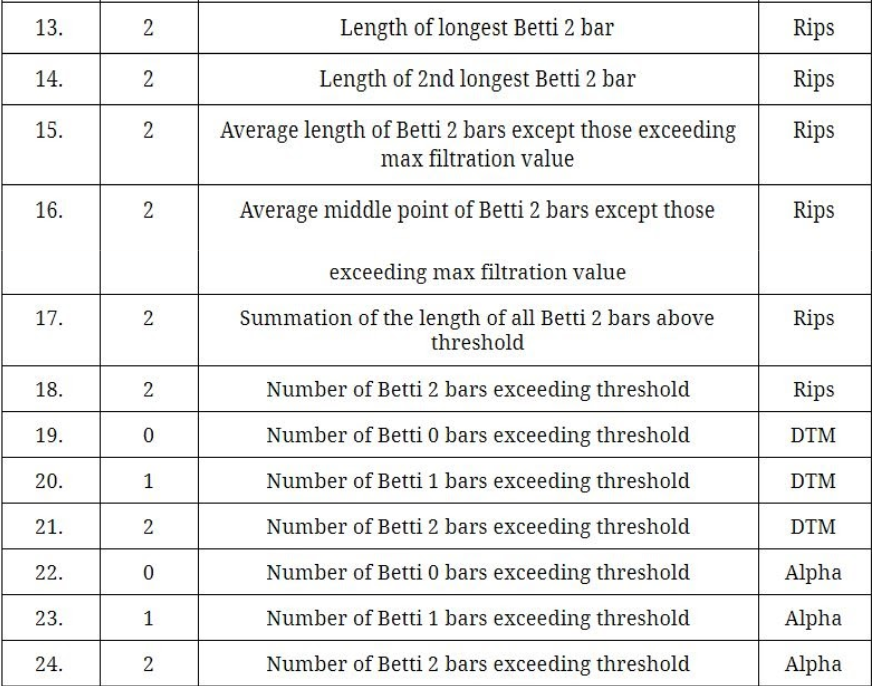 13. 2 Length of longest Betti 2 bar Rips
14. 2 Length of 2nd longest Betti 2 bar Rips
15. 2 Average length of Betti 2 bars except those exceeding Rips
max filtration value
16. 2 Average middle point of Betti 2 bars except those Rips
exceeding max filtration value
17. 2 Summation of the length of all Betti 2 bars above Rips
threshold
18. 2 Number of Betti 2 bars exceeding threshold Rips
19. 0 Number of Betti 0 bars exceeding threshold DTM
20. 1 Number of Betti 1 bars exceeding threshold DTM
21. 2 Number of Betti 2 bars exceeding threshold DTM
22. 0 Number of Betti 0 bars exceeding threshold Alpha
23. 1 Number of Betti 1 bars exceeding threshold Alpha
24. 2 Number of Betti 2 bars exceeding threshold Alpha